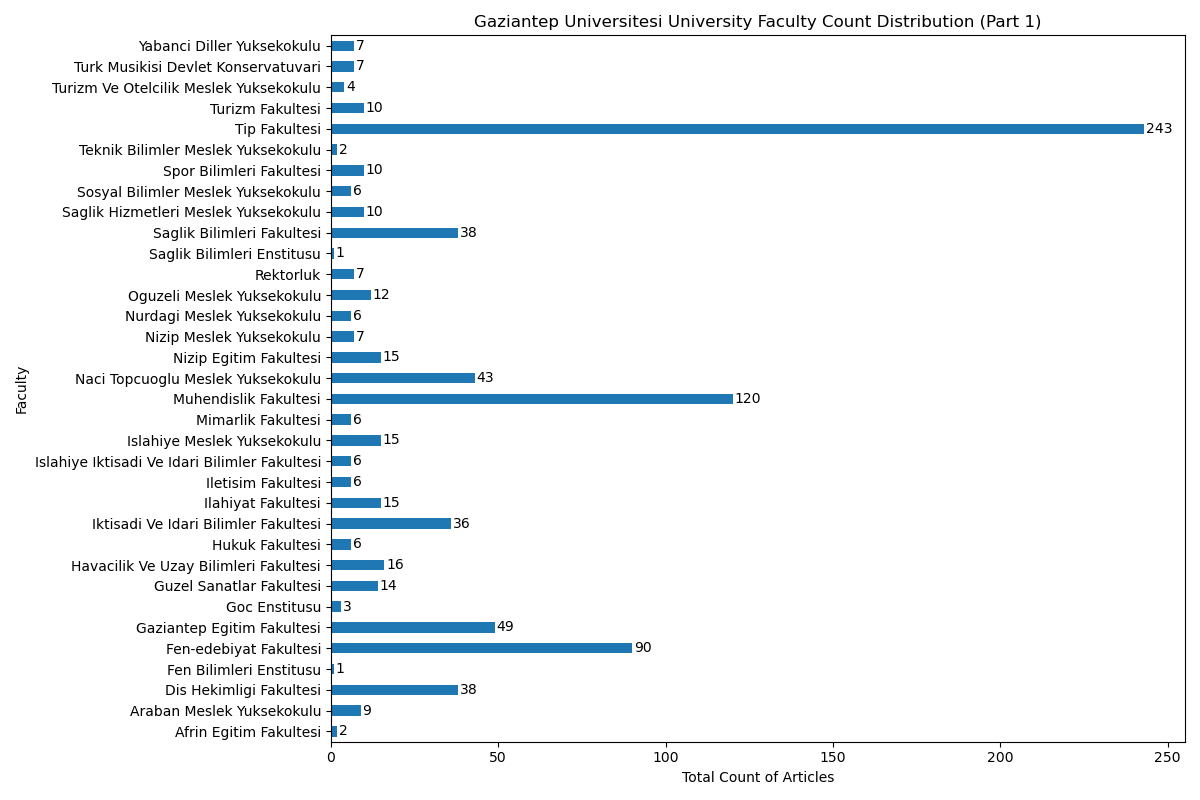 Gaziantep Universitesi University Faculty Count Distribution (Part 1)
Yabanci Diller Yuksekokulu 7
Turk Musikisi Devlet Konservatuvari 7
Turizm Ve Otelcilik Meslek Yuksekokulu 4
Turizm Fakultesi 10
Tip Fakultesi 243
Teknik Bilimler Meslek Yuksekokulu 2
Spor Bilimleri Fakultesi 10
Sosyal Bilimler Meslek Yuksekokulu 6
Saglik Hizmetleri Meslek Yuksekokulu 10
Saglik Bilimleri Fakultesi 38
Saglik Bilimleri Enstitusu 1
Rektorluk 7
Oguzeli Meslek Yuksekokulu 12
Nurdagi Meslek Yuksekokulu 6
Nizip Meslek Yuksekokulu 7
Nizip Egitim Fakultesi 15
Naci Topcuoglu Meslek Yuksekokulu 43
Muhendislik Fakultesi 120
Mimarlik Fakultesi 6
Islahiye Meslek Yuksekokulu 15
Islahiye Iktisadi Ve Idari Bilimler Fakultesi 6
Iletisim Fakultesi 6
Ilahiyat Fakultesi 15
Iktisadi Ve Idari Bilimler Fakultesi 36
Hukuk Fakultesi 6
Havacilik Ve Uzay Bilimleri Fakultesi 16
Guzel Sanatlar Fakultesi 14
Goc Enstitusu 3
Gaziantep Egitim Fakultesi 49
Fen-edebiyat Fakultesi 90
Fen Bilimleri Enstitusu 1
Dis Hekimligi Fakultesi 38
Araban Meslek Yuksekokulu 9
Afrin Egitim Fakultesi 2
Faculty
0 50 100 150 200 250
Total Count of Articles